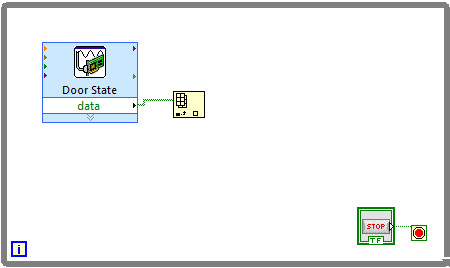 Door State
data
STOP
TF
i